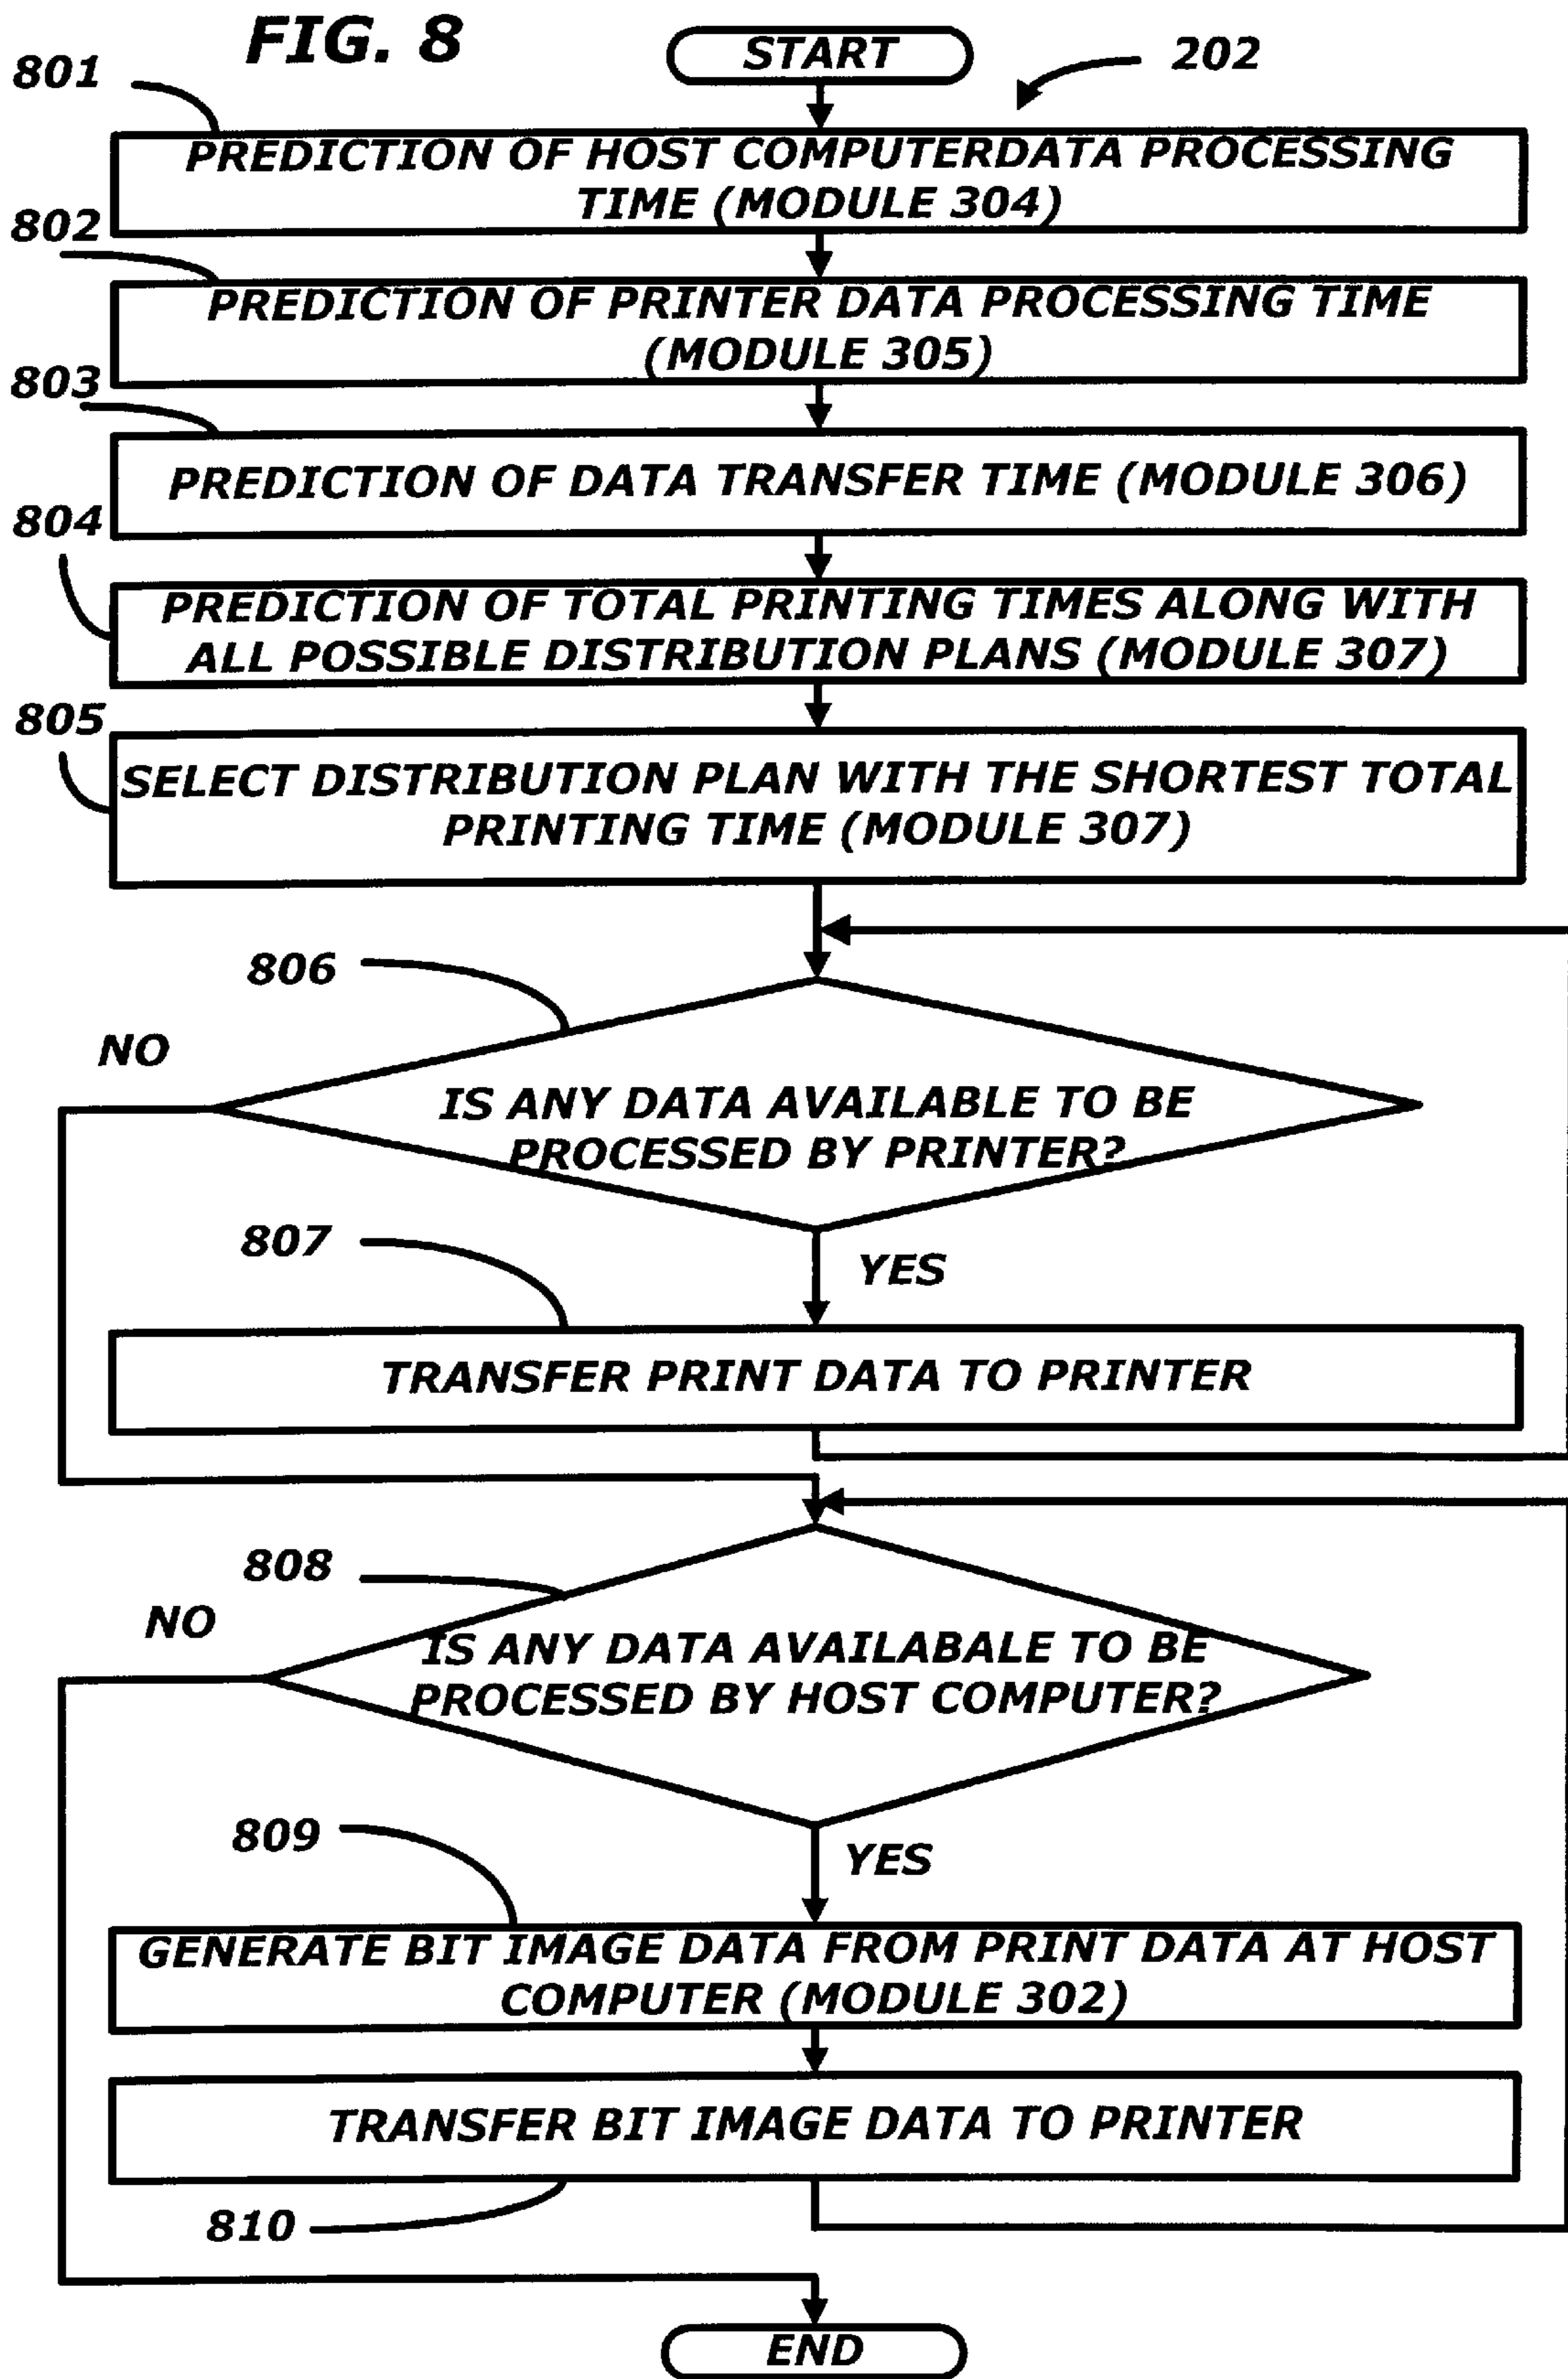 FIG. 8
START
202
801
PREDICTION OF HOST COMPUTERDATA PROCESSING
TIME (MODULE 304)
802
PREDICTION OF PRINTER DATA PROCESSING TIME
(MODULE 305)
803
PREDICTION OF DATA TRANSFER TIME (MODULE 306)
804
PREDICTION OF TOTAL PRINTING TIMES ALONG WITH
ALL POSSIBLE DISTRIBUTION PLANS (MODULE 307)
805
SELECT DISTRIBUTION PLAN WITH THE SHORTEST TOTAL
PRINTING TIME (MODULE 307)
806
NO
IS ANY DATA AVAILABLE TO BE
PROCESSED BY PRINTER?
807
YES
TRANSFER PRINT DATA TO PRINTER
808
NO
IS ANY DATA AVAILABALE TO BE
PROCESSED BY HOST COMPUTER?
809
YES
GENERATE BIT IMAGE DATA FROM PRINT DATA AT HOST
COMPUTER (MODULE 302)
TRANSFER BIT IMAGE DATA TO PRINTER
810
END